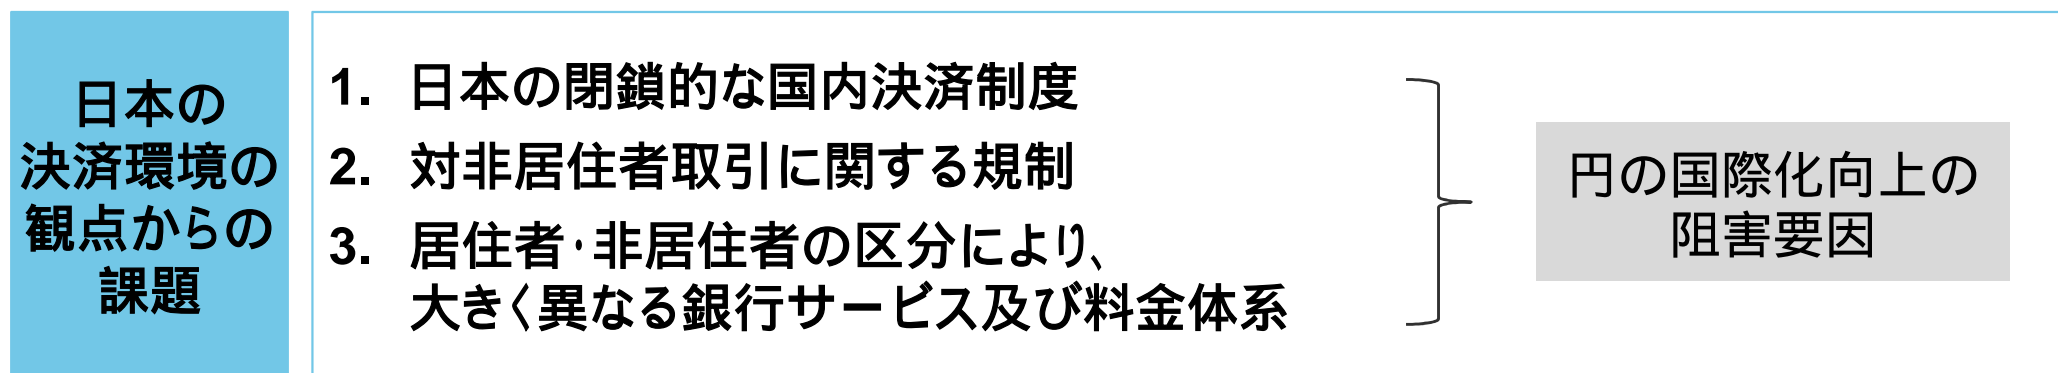 日本の
決済環境の
観点からの
課題
1. 日本の閉鎖的な国内決済制度
2. 対非居住者取引に関する規制
3. 居住者・非居住者の区分により、
大きく異なる銀行サービス及び料金体系
円の国際化向上の
阻害要因